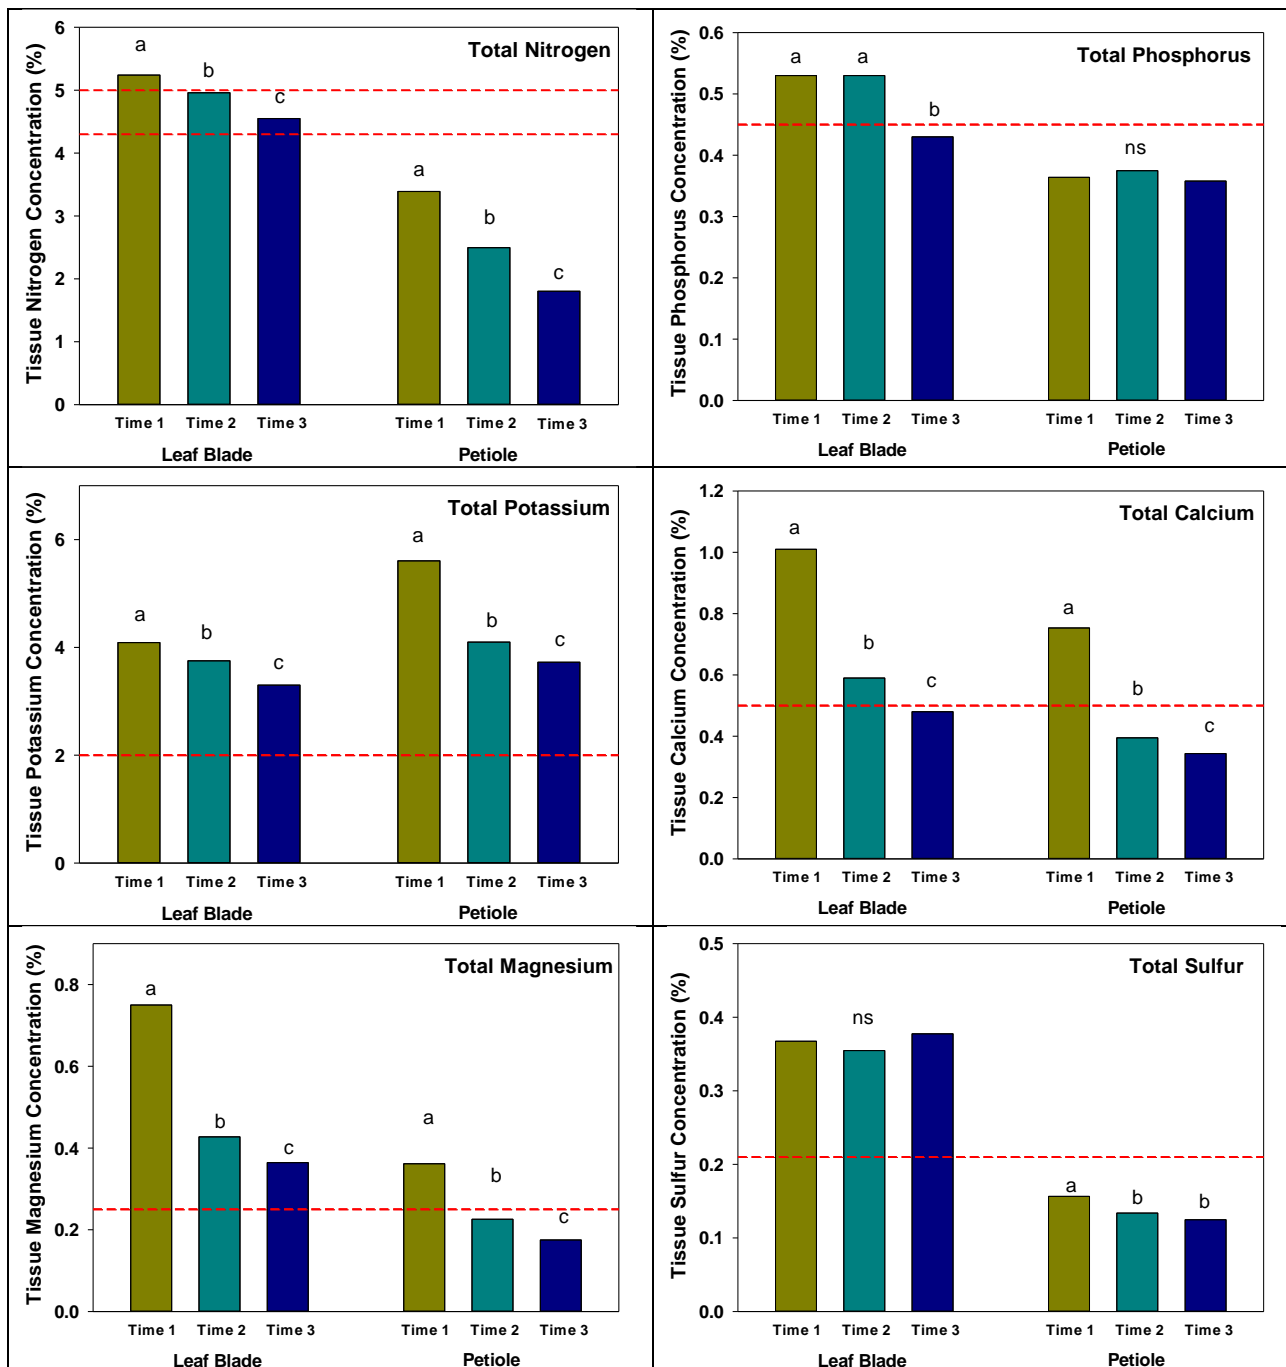 Total Nitrogen
Tissue Nitrogen Concentration (%)
6
5
4
3
2
1
0
a
b
c
a
b
c
Time 1 Time 2 Time 3 Time 1 Time 2 Time 3
Leaf Blade Petiole
Total Phosphorus
Tissue Phosphorus Concentration (%)
0.6
0.5
0.4
0.3
0.2
0.1
0.0
a a
b
ns
Time 1 Time 2 Time 3 Time 1 Time 2 Time 3
Leaf Blade Petiole
Total Potassium
Tissue Potassium Concentration (%)
6
4
2
0
a
b
c
a
b
c
Time 1 Time 2 Time 3 Time 1 Time 2 Time 3
Leaf Blade Petiole
Total Calcium
Tissue Calcium Concentration (%)
1.2
1.0
0.8
0.6
0.4
0.2
0.0
a
b
c
a
b
c
Time 1 Time 2 Time 3 Time 1 Time 2 Time 3
Leaf Blade Petiole
Total Magnesium
Tissue Magnesium Concentration (%)
0.8
0.6
0.4
0.2
0.0
a
b
c
a
b
c
Time 1 Time 2 Time 3 Time 1 Time 2 Time 3
Leaf Blade Petiole
Total Sulfur
Tissue Sulfur Concentration (%)
0.5
0.4
0.3
0.2
0.1
0.0
ns
a
b
b
Time 1 Time 2 Time 3 Time 1 Time 2 Time 3
Leaf Blade Petiole